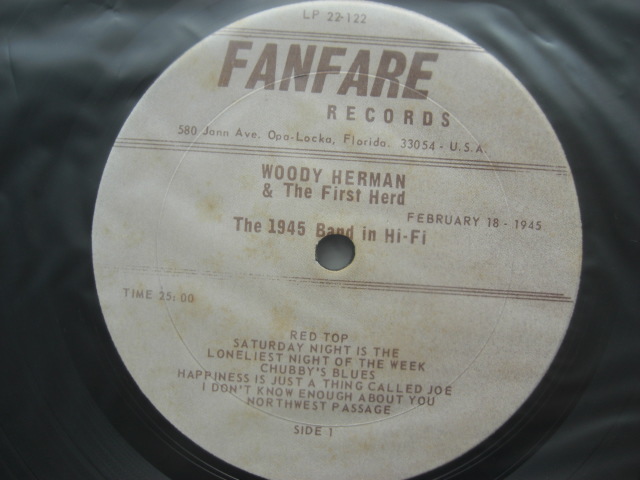 LP 22-122
FANFARE
RECORDS
580 Jann Ave. Opa-Locka, Florida. 33054 - U.S.A.
WOODY HERMAN
& The First Herd
FEBRUARY 18 - 1945
The 1945 Band in Hi-Fi
TIME 25:00
RED TOP
SATURDAY NIGHT IS THE
LONELIEST NIGHT OF THE WEEK
CHUBBY'S BLUES
HAPPINESS IS JUST A THING CALLED JOE
I DON'T KNOW ENOUGH ABOUT YOU
NORTHWEST PASSAGE
SIDE 1